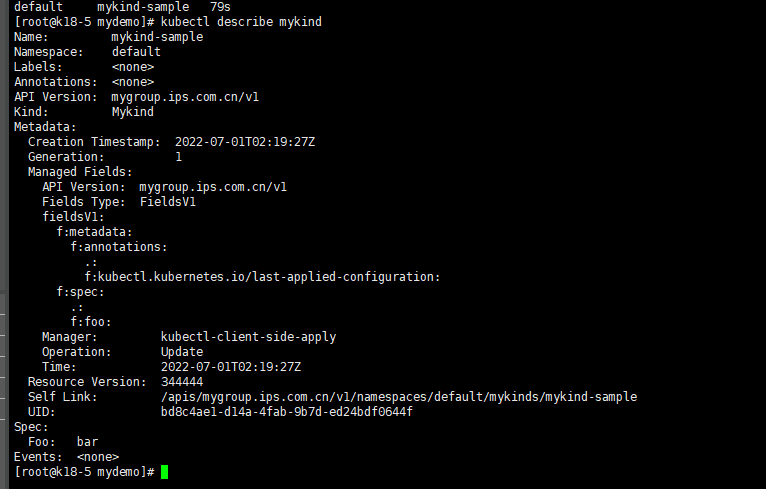 default     mykind-sample   79s
[root@k18-5 mydemo]# kubectl describe mykind
Name:         mykind-sample
Namespace:    default
Labels:       <none>
Annotations:  <none>
API Version:  mygroup.ips.com.cn/v1
Kind:         Mykind
Metadata:
  Creation Timestamp:  2022-07-01T02:19:27Z
  Generation:          1
  Managed Fields:
    API Version:  mygroup.ips.com.cn/v1
    Fields Type:  FieldsV1
    fieldsV1:
      f:metadata:
        f:annotations:
          .:
          f:kubectl.kubernetes.io/last-applied-configuration:
      f:spec:
        .:
        f:foo:
    Manager:         kubectl-client-side-apply
    Operation:       Update
    Time:            2022-07-01T02:19:27Z
  Resource Version:  344444
  Self Link:         /apis/mygroup.ips.com.cn/v1/namespaces/default/mykinds/mykind-sample
  UID:               bd8c4ae1-d14a-4fab-9b7d-ed24bdf0644f
Spec:
  Foo:   bar
Events:  <none>
[root@k18-5 mydemo]#